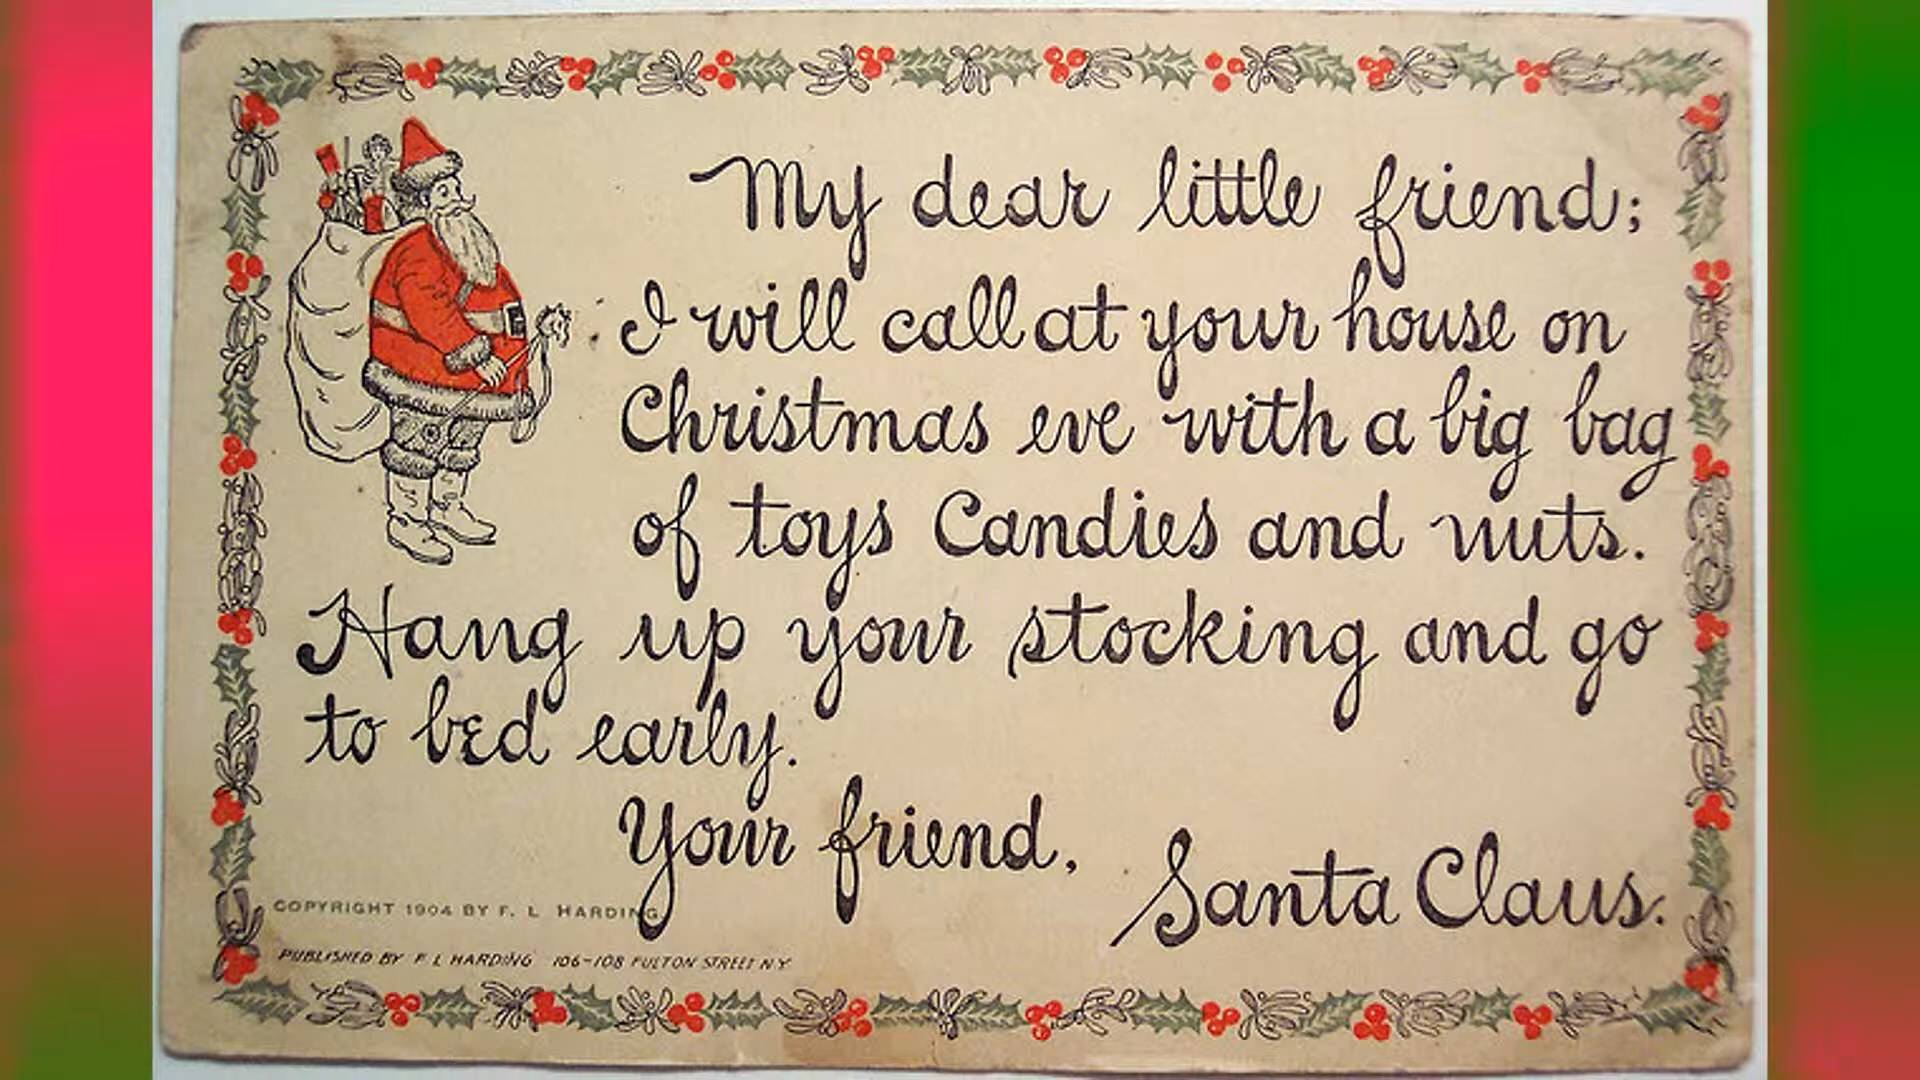 My dear little friend;
I will call at your house on
Christmas eve with a big bag
of toys Candies and nuts.
Hang up your stocking and go
to bed early.
Your friend,
Santa Claus.
COPYRIGHT 1904 BY F. L HARDING
PUBLISHED BY F L HARDING 106-108 FULTON STREET N Y